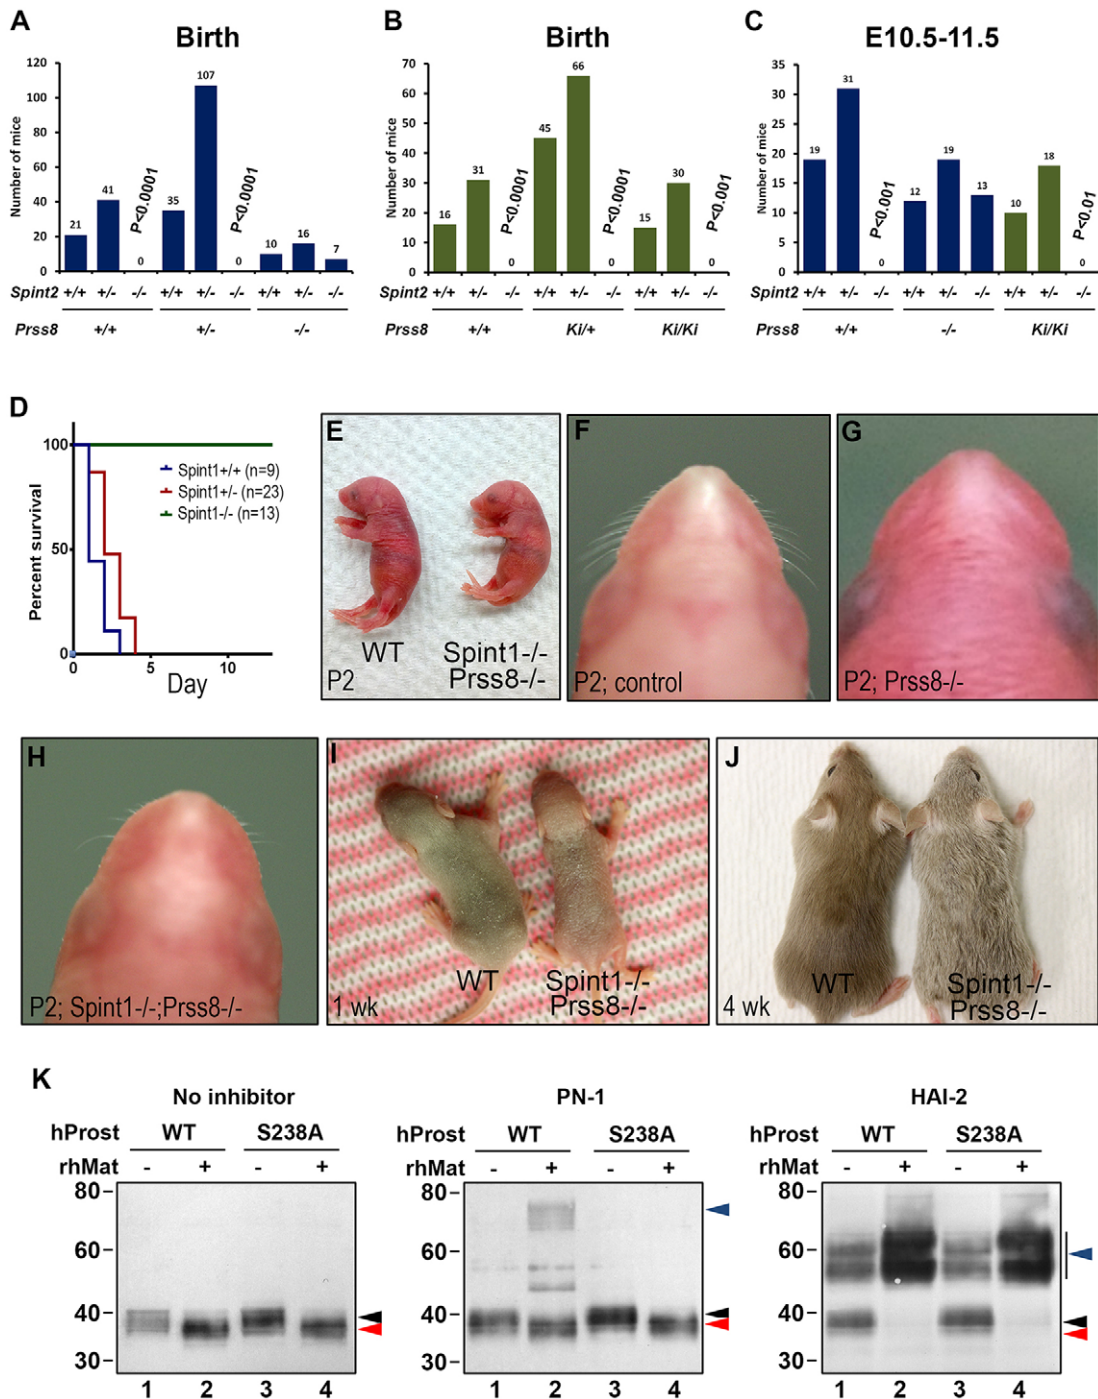 A
Birth
Number of mice
120
100
80
60
40
20
0
21
41
0
35
107
0
10
16
7
P<0.0001
P<0.0001
Spint2 +/+ +/- -/- +/+ +/- -/- +/+ +/- -/-
Prss8 +/+ +/- -/-
B
Birth
Number of mice
70
60
50
40
30
20
10
0
16
31
0
45
66
0
15
30
0
P<0.0001
P<0.0001
P<0.001
Spint2 +/+ +/- -/- +/+ +/- -/- +/+ +/- -/-
Prss8 +/+ Ki/+ Ki/Ki
C
E10.5-11.5
Number of mice
35
30
25
20
15
10
5
0
19
31
0
12
19
13
10
18
0
P<0.001
P<0.01
Spint2 +/+ +/- -/- +/+ +/- -/- +/+ +/- -/-
Prss8 +/+ -/- Ki/Ki
D
Percent survival
100
50
0
0 5 10
Day
Spint1+/+ (n=9)
Spint1+/- (n=23)
Spint1-/- (n=13)
E
WT Spint1-/-
Prss8-/-
P2
F
P2; control
G
P2; Prss8-/-
H
P2; Spint1-/-;Prss8-/-
I
WT Spint1-/-
Prss8-/-
1 wk
J
WT Spint1-/-
Prss8-/-
4 wk
K
No inhibitor
hProst WT S238A
rhMat - + - +
80
60
40
30
1 2 3 4
PN-1
hProst WT S238A
rhMat - + - +
80
60
40
30
1 2 3 4
HAI-2
hProst WT S238A
rhMat - + - +
80
60
40
30
1 2 3 4